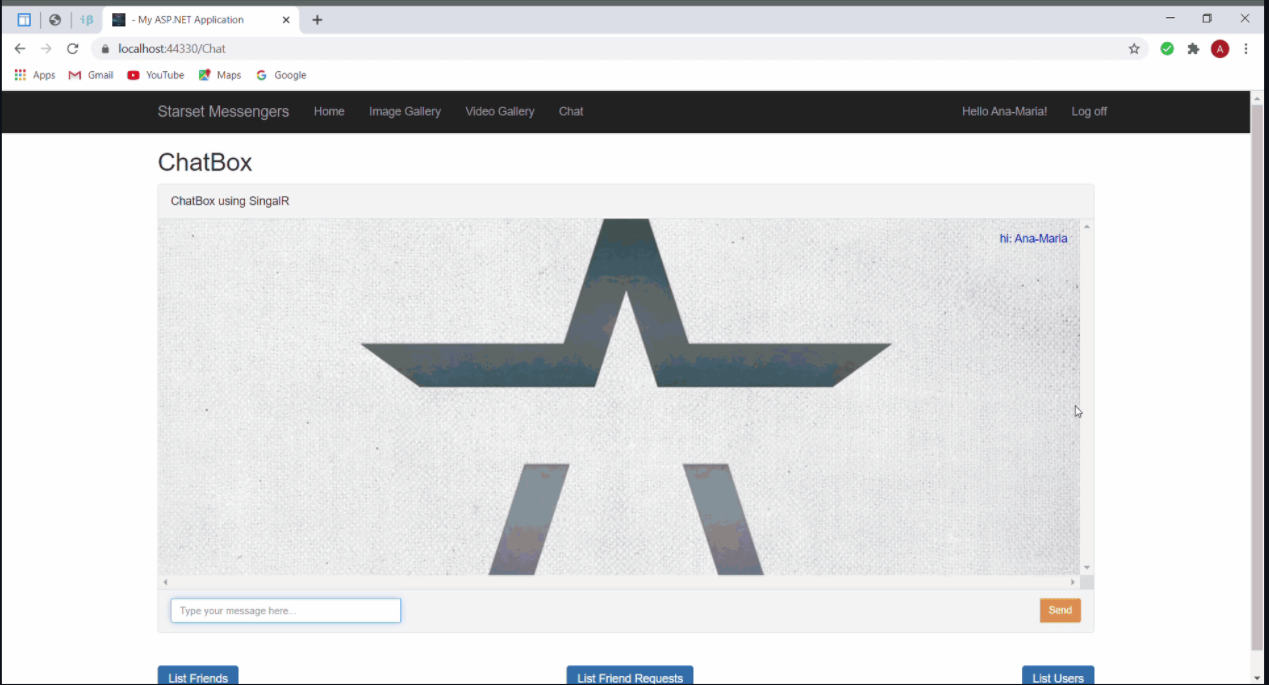 - My ASP.NET Application
localhost:44330/Chat
Apps Gmail YouTube Maps Google
Starset Messengers Home Image Gallery Video Gallery Chat Hello Ana-Maria! Log off
ChatBox
ChatBox using SingalR
hi: Ana-Maria
Type your message here...
Send
List Friends List Friend Requests List Users